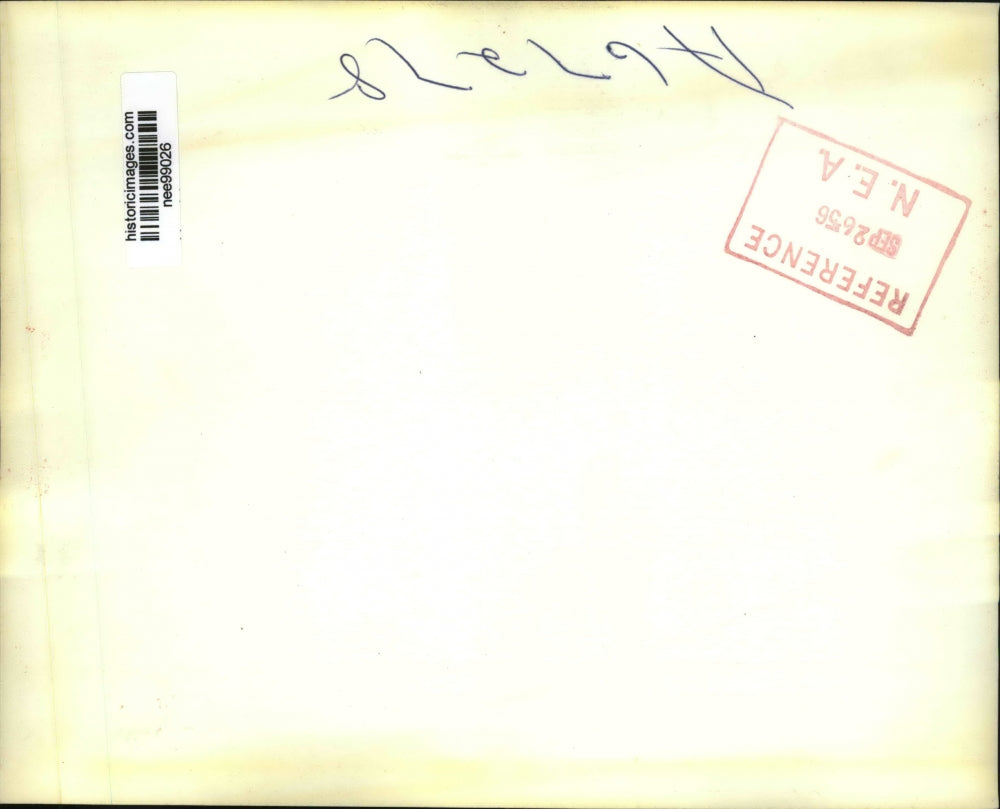 historicimages.com
nee99026
REFERENCE
SEP 26 56
N. E. A.